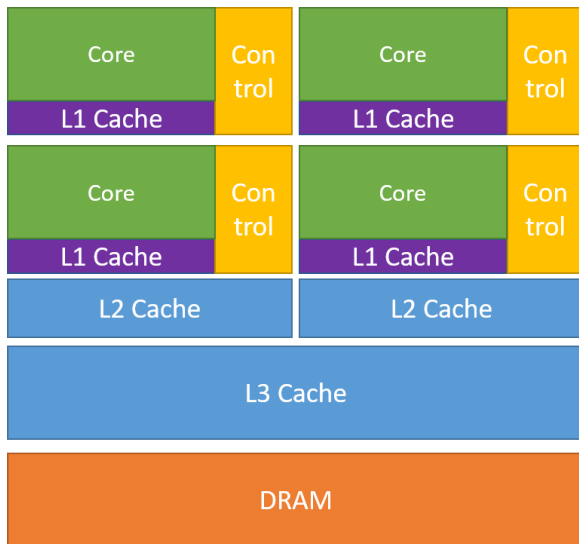 Core
Con
trol
L1 Cache
Core
Con
trol
L1 Cache
Core
Con
trol
L1 Cache
Core
Con
trol
L1 Cache
L2 Cache
L2 Cache
L3 Cache
DRAM